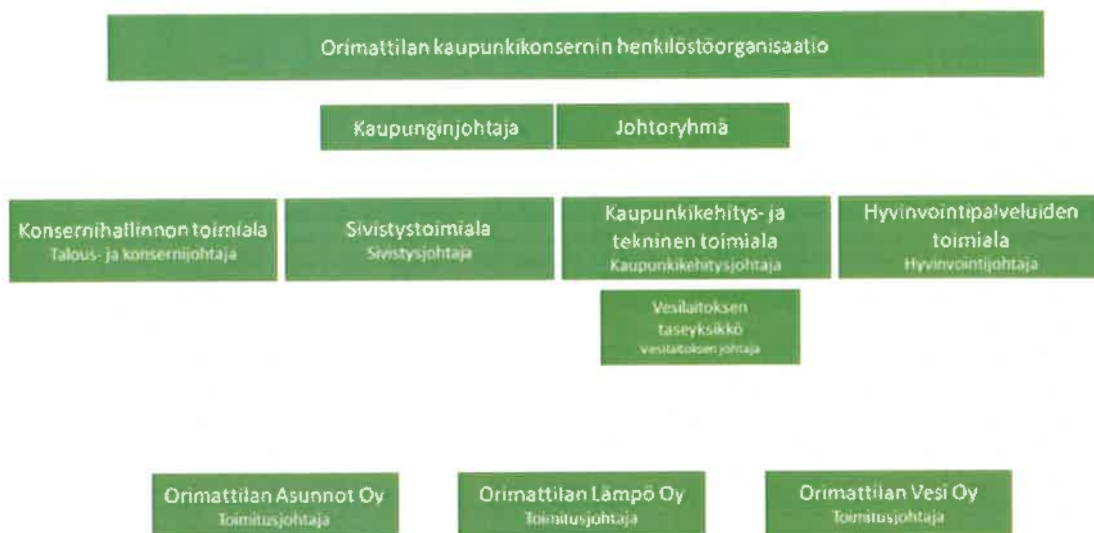 Orimattilan kaupunkikonsernin henkilöstöorganisaatio
Kaupunginjohtaja
Johtoryhmä
Konsernihallinnon toimiala
Talous- ja konsernijohtaja
Sivistystoimiala
Sivistysjohtaja
Kaupunkikehitys- ja
tekninen toimiala
Kaupunkikehitysjohtaja
Hyvinvointipalveluiden
toimiala
Hyvinvointijohtaja
Vesilaitoksen
taseyksikkö
Vesilaitoksen johtaja
Orimattilan Asunnot Oy
Toimitusjohtaja
Orimattilan Lämpö Oy
Toimitusjohtaja
Orimattilan Vesi Oy
Toimitusjohtaja